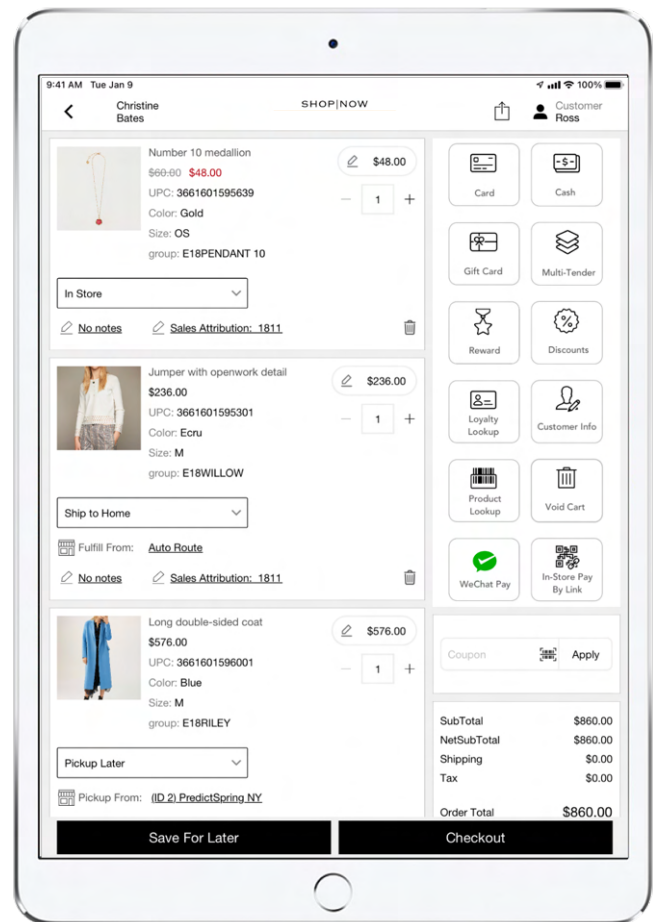 9:41 AM Tue Jan 9
100%
Christine
Bates
SHOP|NOW
Customer
Ross
Number 10 medallion
$60.00 $48.00
UPC: 3661601595639
Color: Gold
Size: OS
group: E18PENDANT 10
$48.00
1
In Store
No notes
Sales Attribution: 1811
Jumper with openwork detail
$236.00
UPC: 3661601595301
Color: Ecru
Size: M
group: E18WILLOW
$236.00
1
Ship to Home
Fulfill From: Auto Route
No notes
Sales Attribution: 1811
Long double-sided coat
$576.00
UPC: 3661601596001
Color: Blue
Size: M
group: E18RILEY
$576.00
1
Pickup Later
Pickup From: (ID 2) PredictSpring NY
Card
-$-
Cash
Gift Card
Multi-Tender
Reward
%
Discounts
Loyalty
Lookup
Customer Info
Product
Lookup
Void Cart
WeChat Pay
In-Store Pay
By Link
Coupon
Apply
SubTotal $860.00
NetSubTotal $860.00
Shipping $0.00
Tax $0.00
Order Total $860.00
Save For Later
Checkout